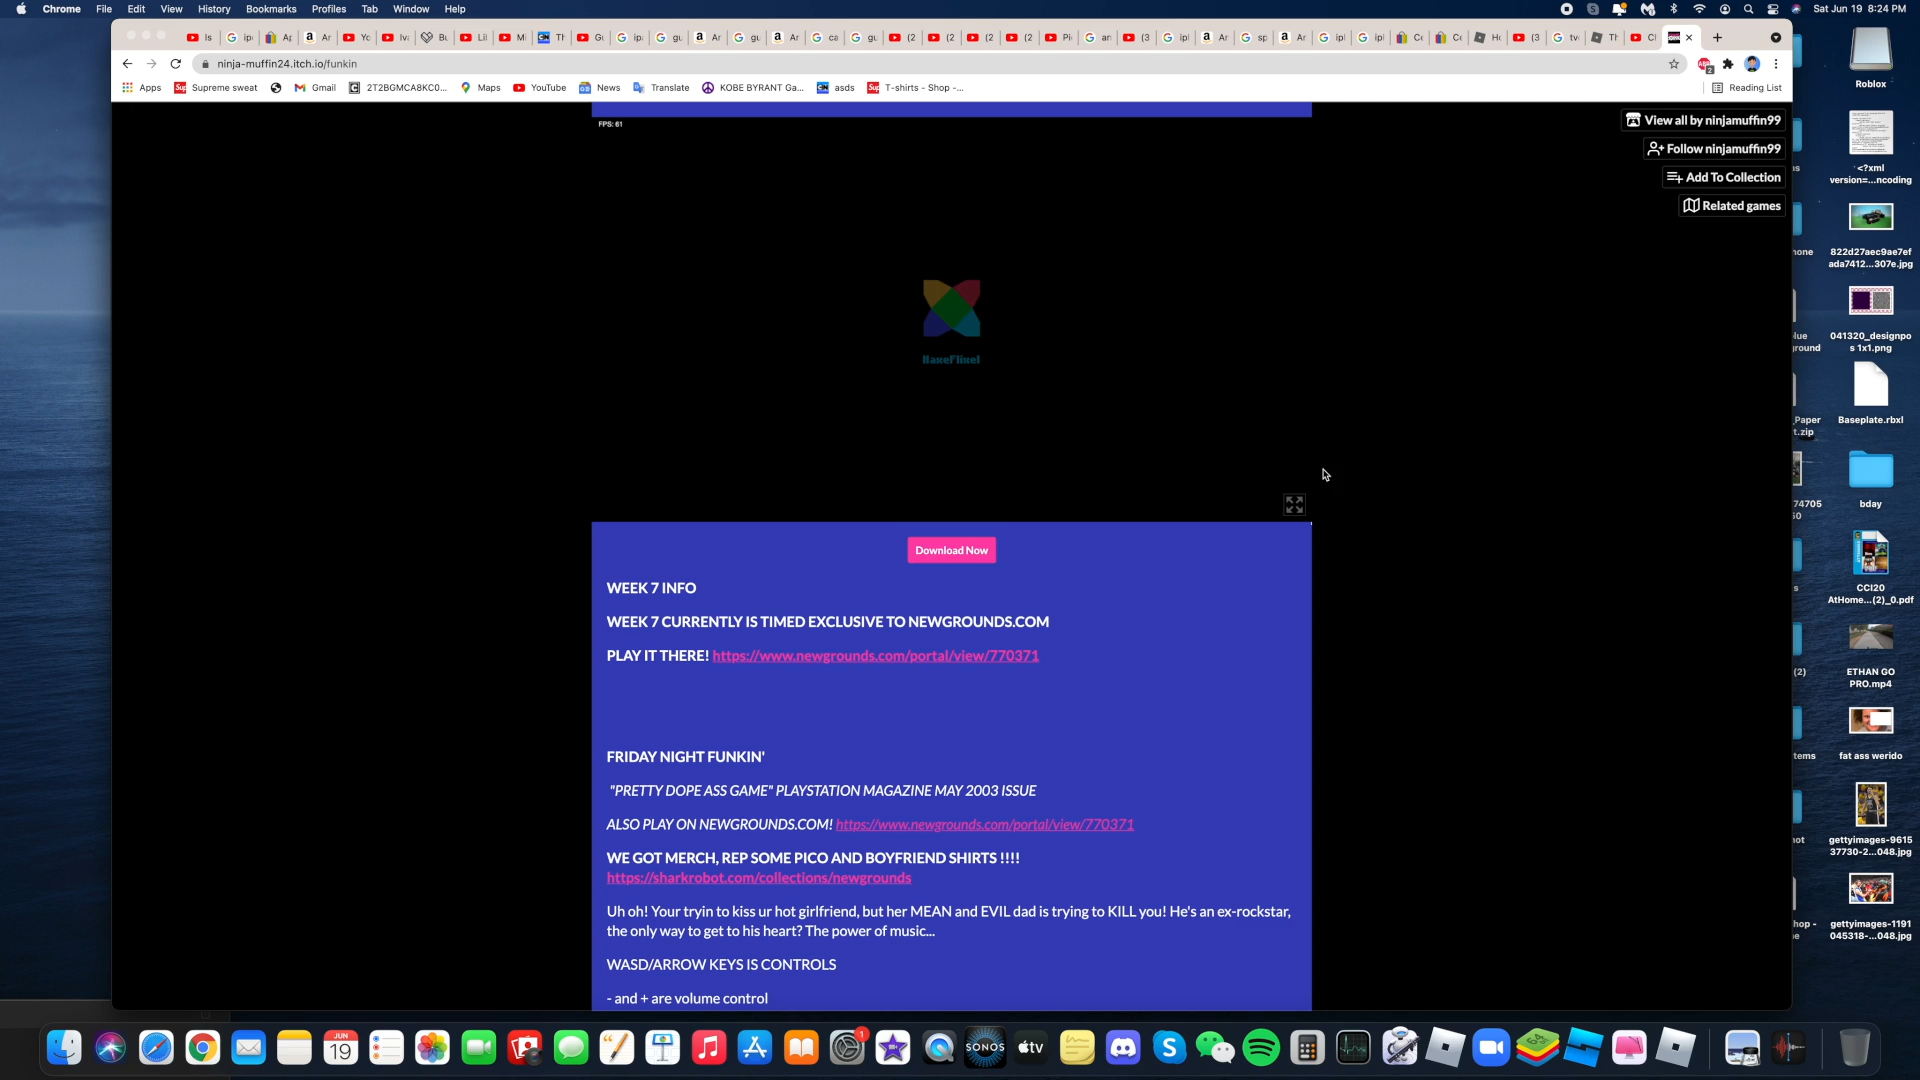 Chrome File Edit View History Bookmarks Profiles Tab Window Help
Sat Jun 19 8:24 PM
ninja-muffin24.itch.io/funkin
Apps Supreme sweat Gmail 2T2BGMCA8KC0... Maps YouTube News Translate KOBE BYRANT Ga... asds T-shirts - Shop -...
Reading List
FPS: 61
View all by ninjamuffin99
Follow ninjamuffin99
Add To Collection
Related games
HaxeFlixel
Download Now
WEEK 7 INFO
WEEK 7 CURRENTLY IS TIMED EXCLUSIVE TO NEWGROUNDS.COM
PLAY IT THERE! https://www.newgrounds.com/portal/view/770371
FRIDAY NIGHT FUNKIN'
"PRETTY DOPE ASS GAME" PLAYSTATION MAGAZINE MAY 2003 ISSUE
ALSO PLAY ON NEWGROUNDS.COM! https://www.newgrounds.com/portal/view/770371
WE GOT MERCH, REP SOME PICO AND BOYFRIEND SHIRTS !!!!
https://sharkrobot.com/collections/newgrounds
Uh oh! Your tryin to kiss ur hot girlfriend, but her MEAN and EVIL dad is trying to KILL you! He's an ex-rockstar,
the only way to get to his heart? The power of music...
WASD/ARROW KEYS IS CONTROLS
- and + are volume control
Roblox
<?xml
version=...ncoding
822d27aec9ae7ef
ada7412...307e.jpg
041320_designpo
s 1x1.png
Baseplate.rbxl
bday
CCI20
AtHome...(2)_0.pdf
ETHAN GO
PRO.mp4
fat ass werido
gettyimages-9615
37730-2...048.jpg
gettyimages-1191
045318-...048.jpg
JUN
19
1
SONOS
tv